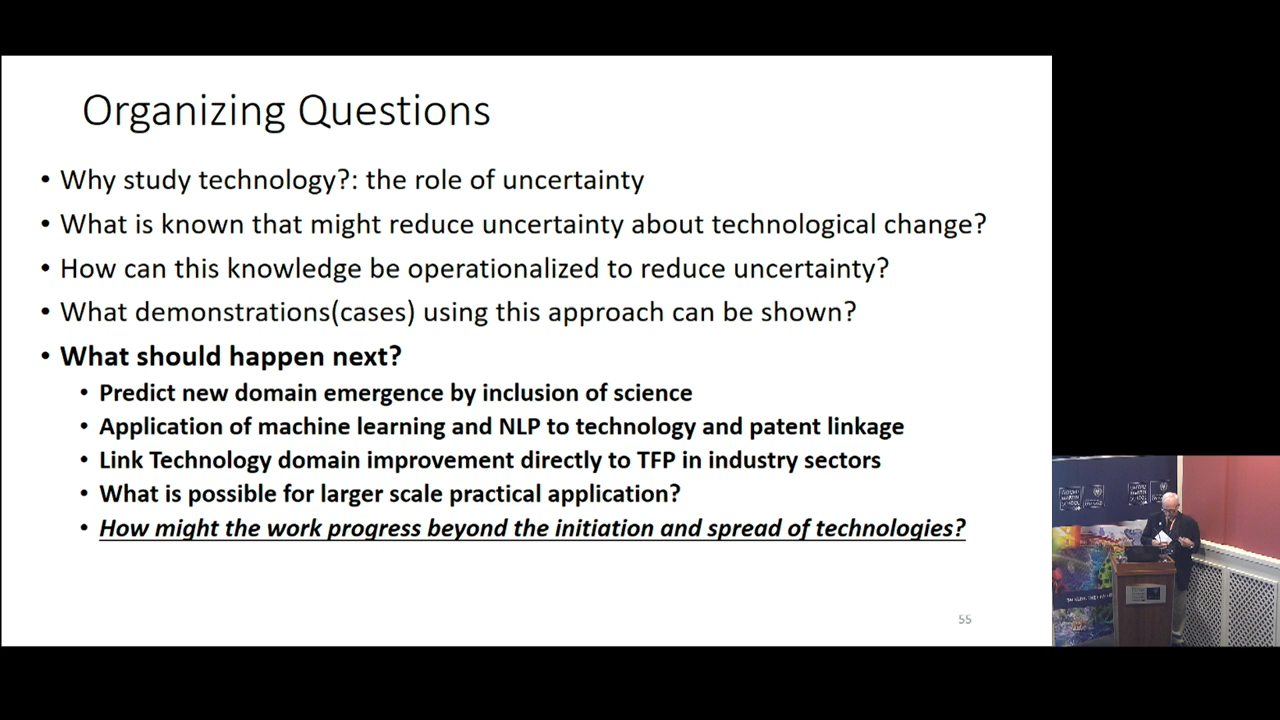 Organizing Questions
• Why study technology?: the role of uncertainty
• What is known that might reduce uncertainty about technological change?
• How can this knowledge be operationalized to reduce uncertainty?
• What demonstrations(cases) using this approach can be shown?
• What should happen next?
• Predict new domain emergence by inclusion of science
• Application of machine learning and NLP to technology and patent linkage
• Link Technology domain improvement directly to TFP in industry sectors
• What is possible for larger scale practical application?
• How might the work progress beyond the initiation and spread of technologies?
55